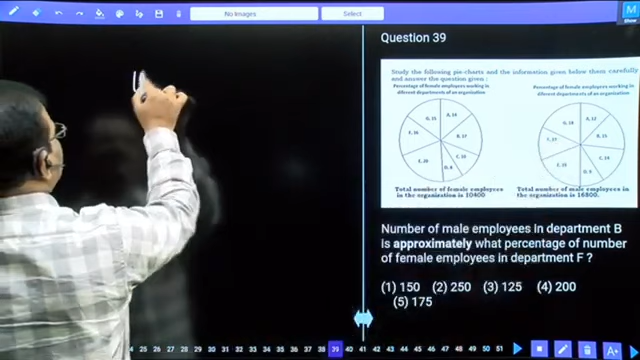 No Images
Select
M
Show
Question 39
Study the following pie-charts and the information given below them carefully
and answer the question given :
Percentage of female employees working in
different departments of an organization
Percentage of female employees working in
different departments of an organization
A, 14
B, 17
C, 10
D, 8
E, 20
F, 16
G, 15
A, 12
B, 15
C, 14
D, 9
F, 17
G, 18
Total number of female employees
in the organization is 10400
Total number of male employees in
the organization is 16800.
Number of male employees in department B
is approximately what percentage of number
of female employees in department F ?
(1) 150 (2) 250 (3) 125 (4) 200
(5) 175
25 26 27 28 29 30 31 32 33 34 35 36 37 38 39 40 41 42 43 44 45 46 47 48 49 50 51
A+